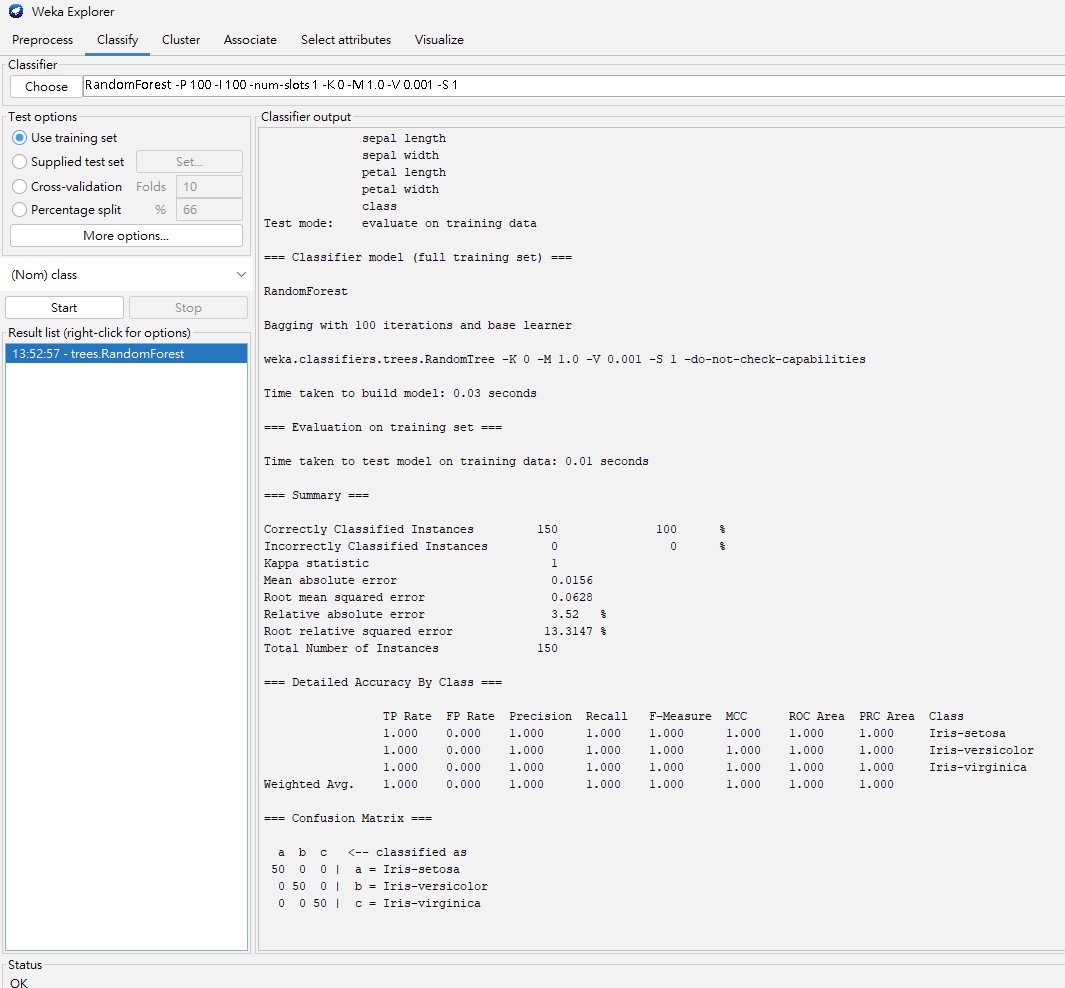 Weka Explorer
Preprocess Classify Cluster Associate Select attributes Visualize
Classifier
Choose RandomForest -P 100 -I 100 -num-slots 1 -K 0 -M 1.0 -V 0.001 -S 1
Test options
Use training set
Supplied test set Set...
Cross-validation Folds 10
Percentage split % 66
More options...
(Nom) class
Start Stop
Result list (right-click for options)
13:52:57 - trees.RandomForest
Classifier output
sepal length
sepal width
petal length
petal width
class
Test mode: evaluate on training data
=== Classifier model (full training set) ===
RandomForest
Bagging with 100 iterations and base learner
weka.classifiers.trees.RandomTree -K 0 -M 1.0 -V 0.001 -S 1 -do-not-check-capabilities
Time taken to build model: 0.03 seconds
=== Evaluation on training set ===
Time taken to test model on training data: 0.01 seconds
=== Summary ===
Correctly Classified Instances 150 100 %
Incorrectly Classified Instances 0 0 %
Kappa statistic 1
Mean absolute error 0.0156
Root mean squared error 0.0628
Relative absolute error 3.52 %
Root relative squared error 13.3147 %
Total Number of Instances 150
=== Detailed Accuracy By Class ===
TP Rate FP Rate Precision Recall F-Measure MCC ROC Area PRC Area Class
1.000 0.000 1.000 1.000 1.000 1.000 1.000 1.000 Iris-setosa
1.000 0.000 1.000 1.000 1.000 1.000 1.000 1.000 Iris-versicolor
1.000 0.000 1.000 1.000 1.000 1.000 1.000 1.000 Iris-virginica
Weighted Avg. 1.000 0.000 1.000 1.000 1.000 1.000 1.000 1.000
=== Confusion Matrix ===
a b c <-- classified as
50 0 0 | a = Iris-setosa
0 50 0 | b = Iris-versicolor
0 0 50 | c = Iris-virginica
Status
OK